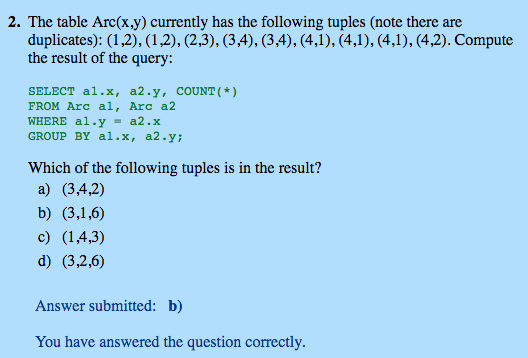 2. The table Arc(x,y) currently has the following tuples (note there are
duplicates): (1,2), (1,2), (2,3), (3,4), (3,4), (4,1), (4,1), (4,1), (4,2). Compute
the result of the query:
SELECT a1.x, a2.y, COUNT(*)
FROM Arc a1, Arc a2
WHERE a1.y = a2.x
GROUP BY a1.x, a2.y;
Which of the following tuples is in the result?
a) (3,4,2)
b) (3,1,6)
c) (1,4,3)
d) (3,2,6)
Answer submitted: b)
You have answered the question correctly.